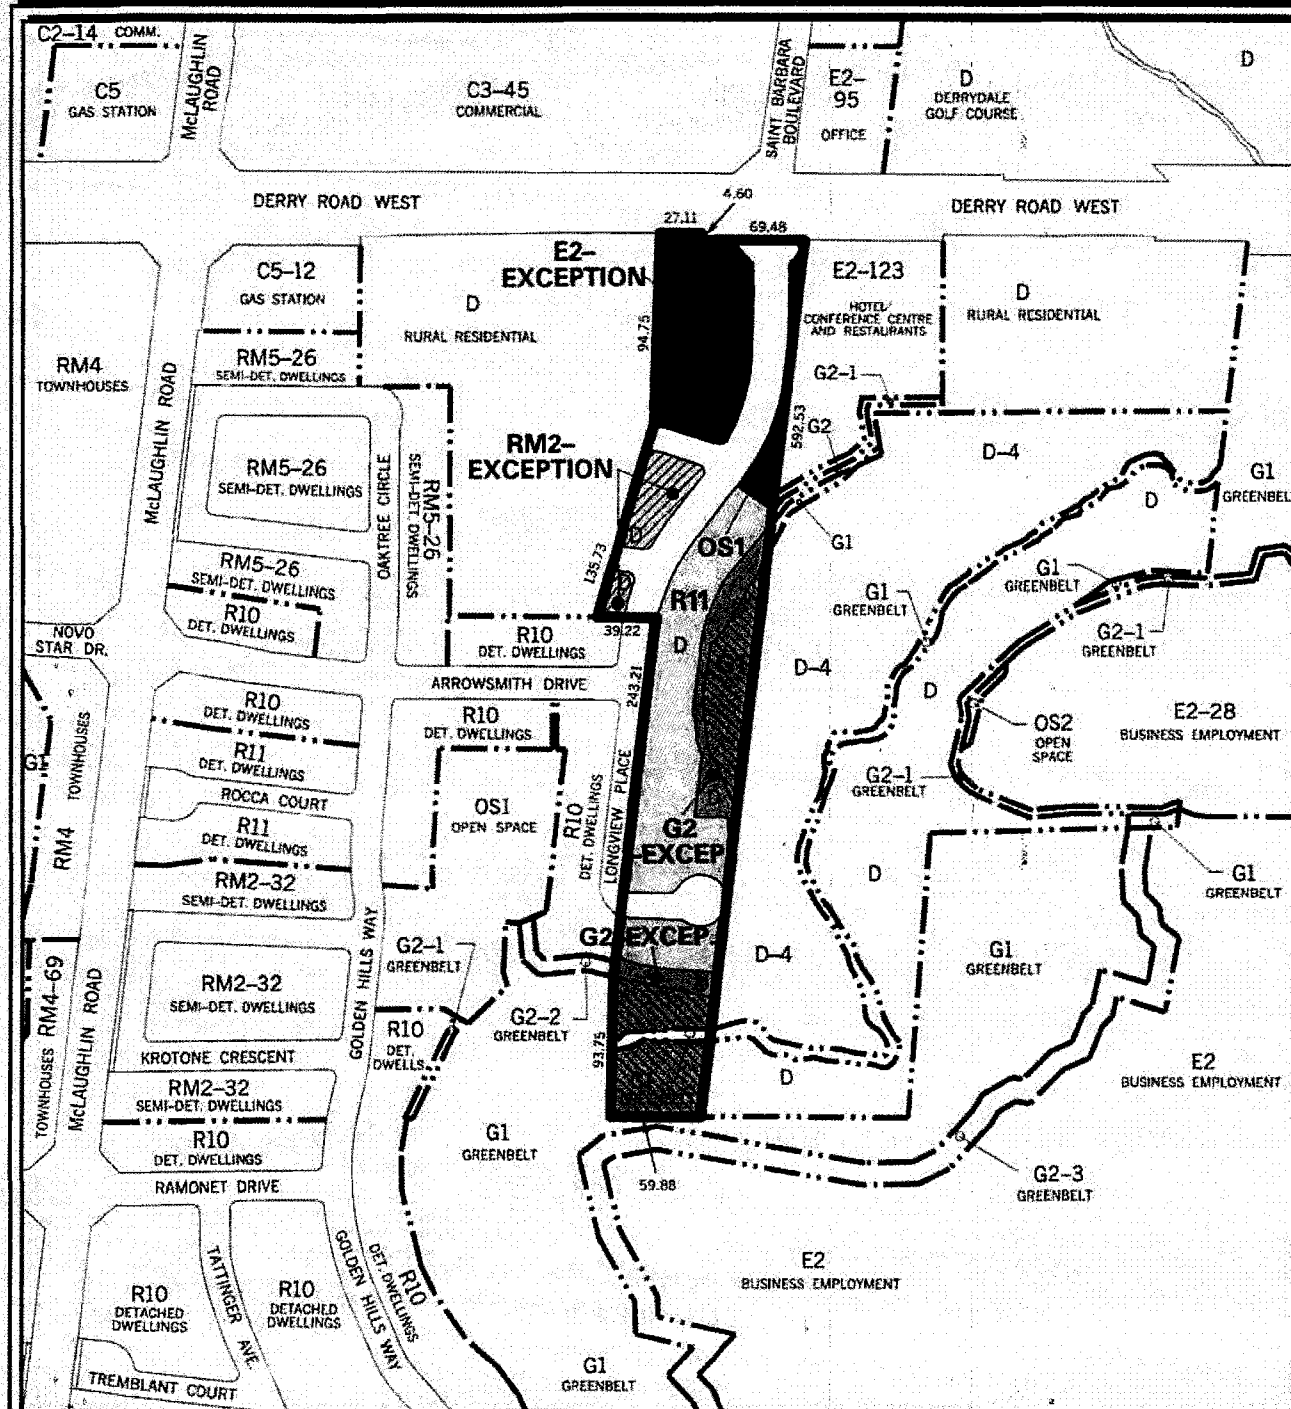 C2-14 COMM.
C5
GAS STATION
McLAUGHLIN
ROAD
C3-45
COMMERCIAL
SAINT BARBARA
BOULEVARD
E2-
95
OFFICE
D
DERRYDALE
GOLF COURSE
D
DERRY ROAD WEST
4.60
DERRY ROAD WEST
27.11
69.48
E2-
EXCEPTION
C5-12
GAS STATION
D
RURAL RESIDENTIAL
94.75
E2-123
HOTEL/
CONFERENCE CENTRE
AND RESTAURANTS
D
RURAL RESIDENTIAL
RM4
TOWNHOUSES
RM5-26
SEMI-DET. DWELLINGS
McLAUGHLIN ROAD
G2-1
592.53
G2
RM2-
EXCEPTION
D-4
RM5-26
SEMI-DET. DWELLINGS
OAKTREE CIRCLE
RM5-26
SEMI-DET. DWELLINGS
G1
GREENBEL
D
D
OS1
G1
RM5-26
SEMI-DET. DWELLINGS
135.73
G1
GREENBELT
G1
GREENBELT
R11
R10
DET. DWELLINGS
NOVO
STAR DR.
39.22
R10
DET. DWELLINGS
D
G2-1
GREENBELT
D-4
D
ARROWSMITH DRIVE
243.21
R10
DET. DWELLINGS
R10
DET. DWELLINGS
OS2
OPEN
SPACE
E2-28
BUSINESS EMPLOYMENT
TOWNHOUSES
RM4
G1
R11
DET. DWELLINGS
ROCCA COURT
G2-1
GREENBELT
OS1
OPEN SPACE
R10
DET. DWELLINGS
LONGVIEW PLACE
R11
DET. DWELLINGS
G2
-EXCEP
RM2-32
SEMI-DET. DWELLINGS
D
G1
GREENBELT
GOLDEN HILLS WAY
G2-1
GREENBELT
G2-EXCEP
D-4
G1
GREENBELT
RM4-69
TOWNHOUSES
McLAUGHLIN ROAD
RM2-32
SEMI-DET. DWELLINGS
G2-2
GREENBELT
R10
DET.
DWELLS.
93.75
KROTONE CRESCENT
E2
BUSINESS EMPLOYMENT
D
RM2-32
SEMI-DET. DWELLINGS
R10
DET. DWELLINGS
G1
GREENBELT
RAMONET DRIVE
59.88
G2-3
GREENBELT
GOLDEN HILLS WAY
R10
DET. DWELLINGS
TATTINGER AVE.
E2
BUSINESS EMPLOYMENT
R10
DETACHED
DWELLINGS
R10
DETACHED
DWELLINGS
G1
GREENBELT
TREMBLANT COURT